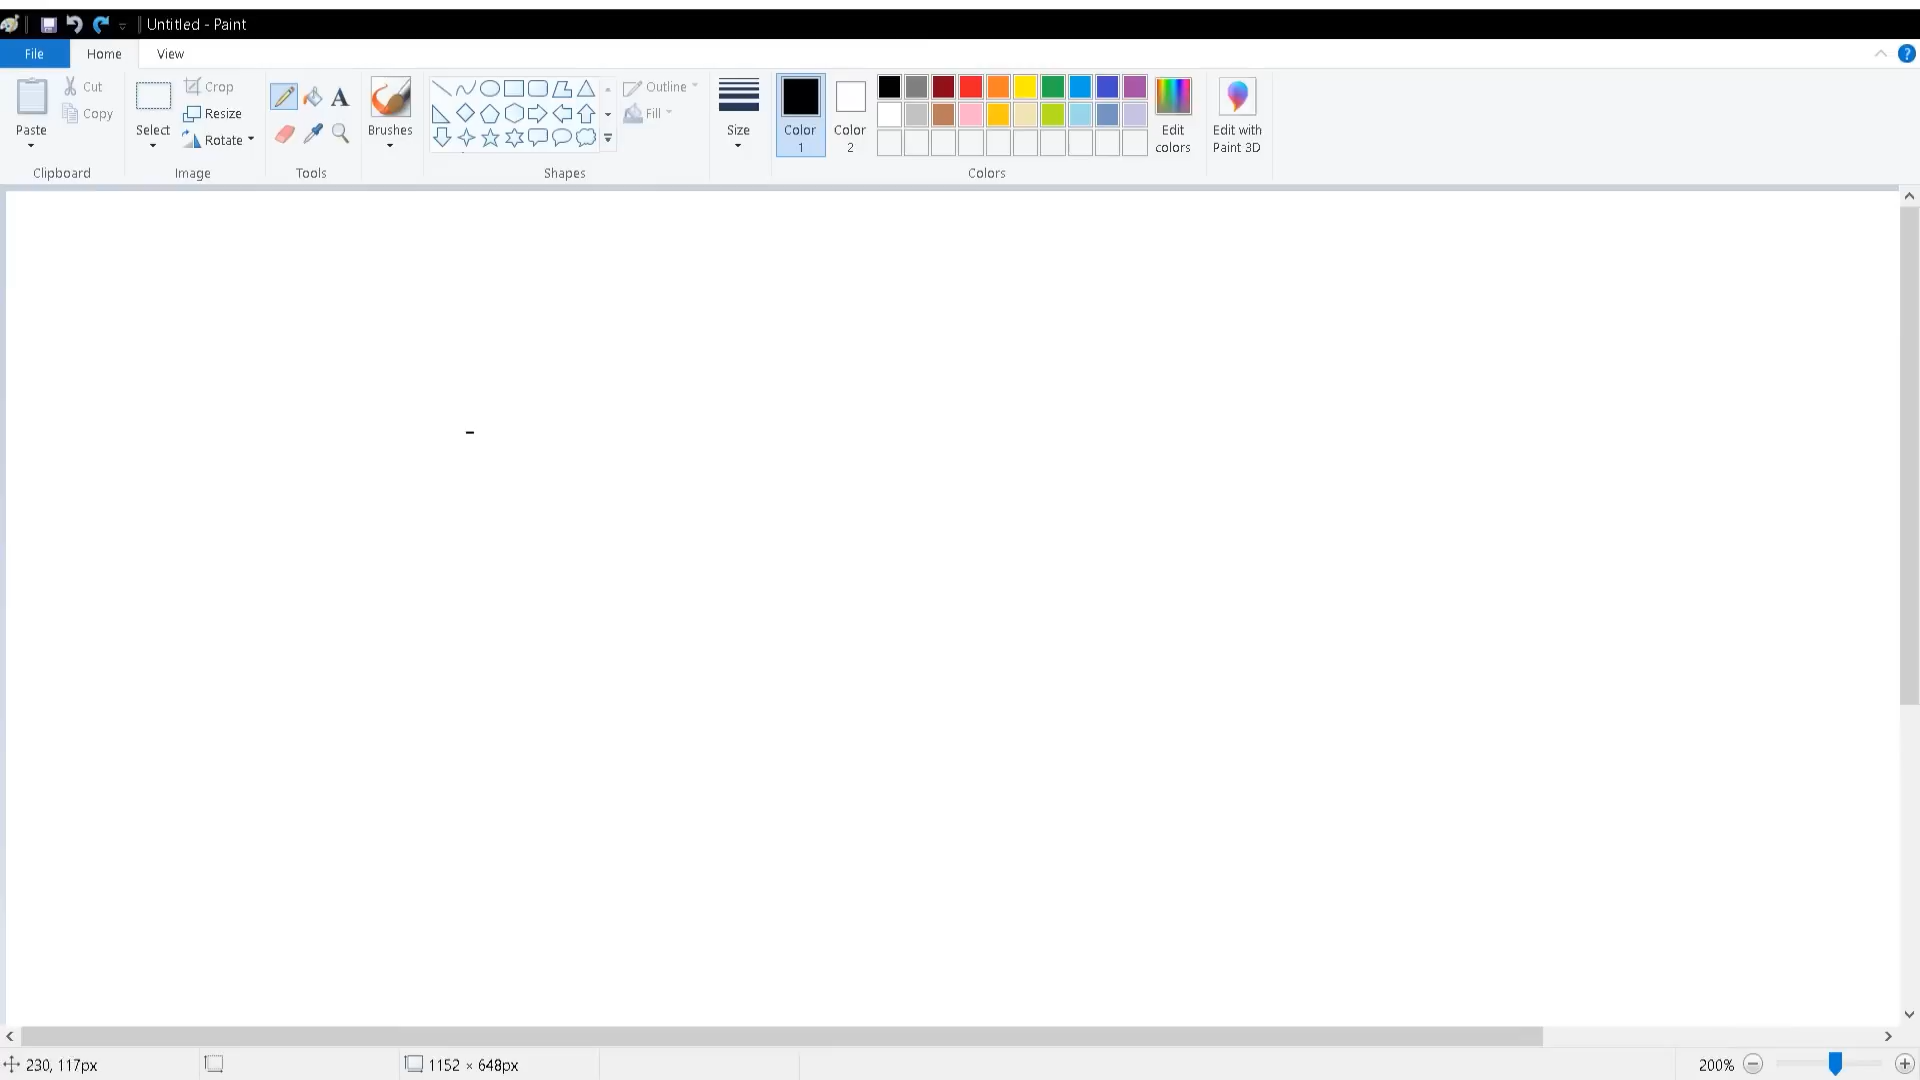 Untitled - Paint
File Home View
Paste
Cut
Copy
Clipboard
Select
Crop
Resize
Rotate
Image
A
Tools
Brushes
Outline
Fill
Shapes
Size
Color 1
Color 2
Edit colors
Colors
Edit with Paint 3D
?
-
230, 117px
1152 × 648px
200%